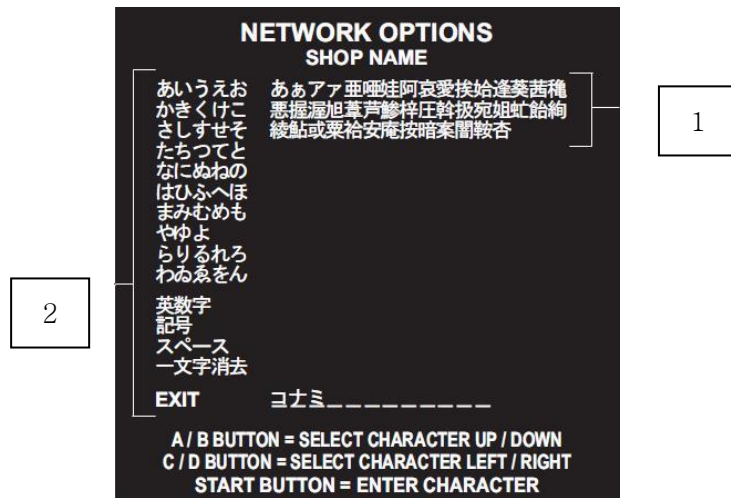 NETWORK OPTIONS
SHOP NAME
あいうえお あぁアァ亜唖娃阿哀愛挨姶逢葵茜穐
かきくけこ 悪握渥旭葦芦鯵梓圧斡扱宛姐虻飴絢
さしすせそ 綾鮎或粟袷安庵按暗案闇鞍杏
たちつてと
なにぬねの
はひふへほ
まみむめも
やゆよ
らりるれろ
わゐゑをん
英数字
記号
スペース
一文字消去
EXIT コナミ_________
A / B BUTTON = SELECT CHARACTER UP / DOWN
C / D BUTTON = SELECT CHARACTER LEFT / RIGHT
START BUTTON = ENTER CHARACTER
1
2